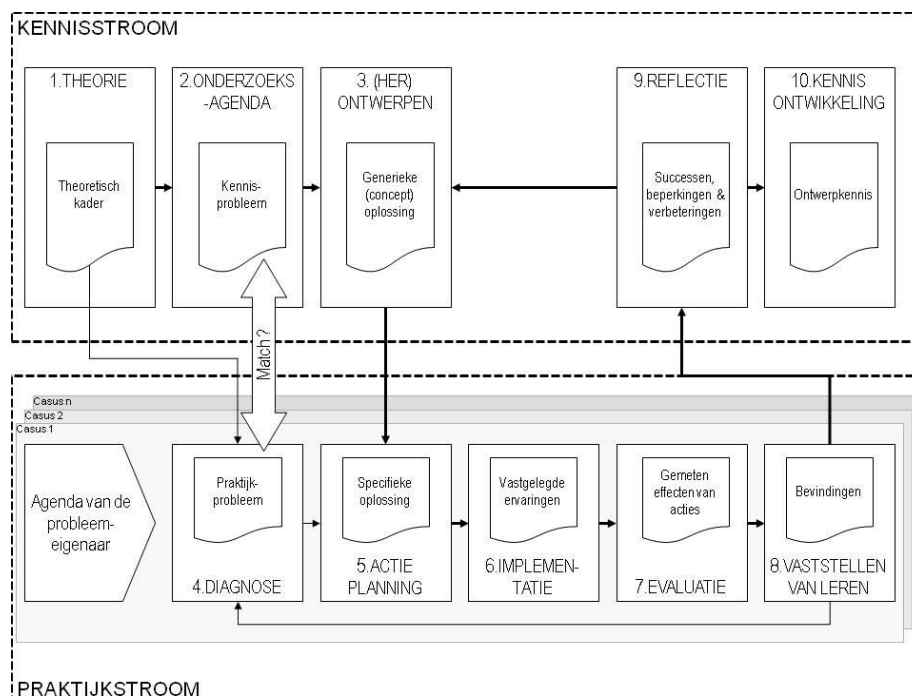 KENNISSTROOM
1.THEORIE
Theoretisch
kader
2.ONDERZOEKS
-AGENDA
Kennis-
probleem
3. (HER)
ONTWERPEN
Generieke
(concept)
oplossing
9.REFLECTIE
Successen,
beperkingen &
verbeteringen
10.KENNIS
ONTWIKKELING
Ontwerpkennis
Match?
Casus n
Casus 2
Casus 1
Agenda van de
probleem-
eigenaar
Praktijk-
probleem
4.DIAGNOSE
Specifieke
oplossing
5.ACTIE
PLANNING
Vastgelegde
ervaringen
6.IMPLEMEN-
TATIE
Gemeten
effecten van
acties
7.EVALUATIE
Bevindingen
8.VASTSTELLEN
VAN LEREN
PRAKTIJKSTROOM